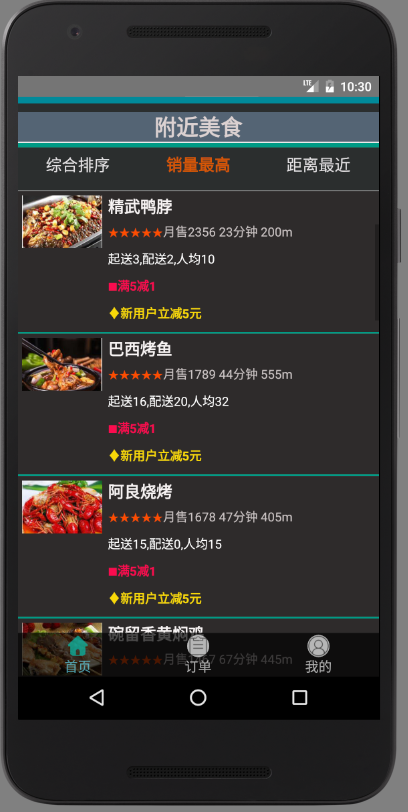 LTE 10:30
附近美食
综合排序 销量最高 距离最近
精武鸭脖
★★★★★月售2356 23分钟 200m
起送3,配送2,人均10
■满5减1
♦新用户立减5元
巴西烤鱼
★★★★★月售1789 44分钟 555m
起送16,配送20,人均32
■满5减1
♦新用户立减5元
阿良烧烤
★★★★★月售1678 47分钟 405m
起送15,配送0,人均15
■满5减1
♦新用户立减5元
碗留香黄焖鸡
67分钟 445m
首页 订单 我的